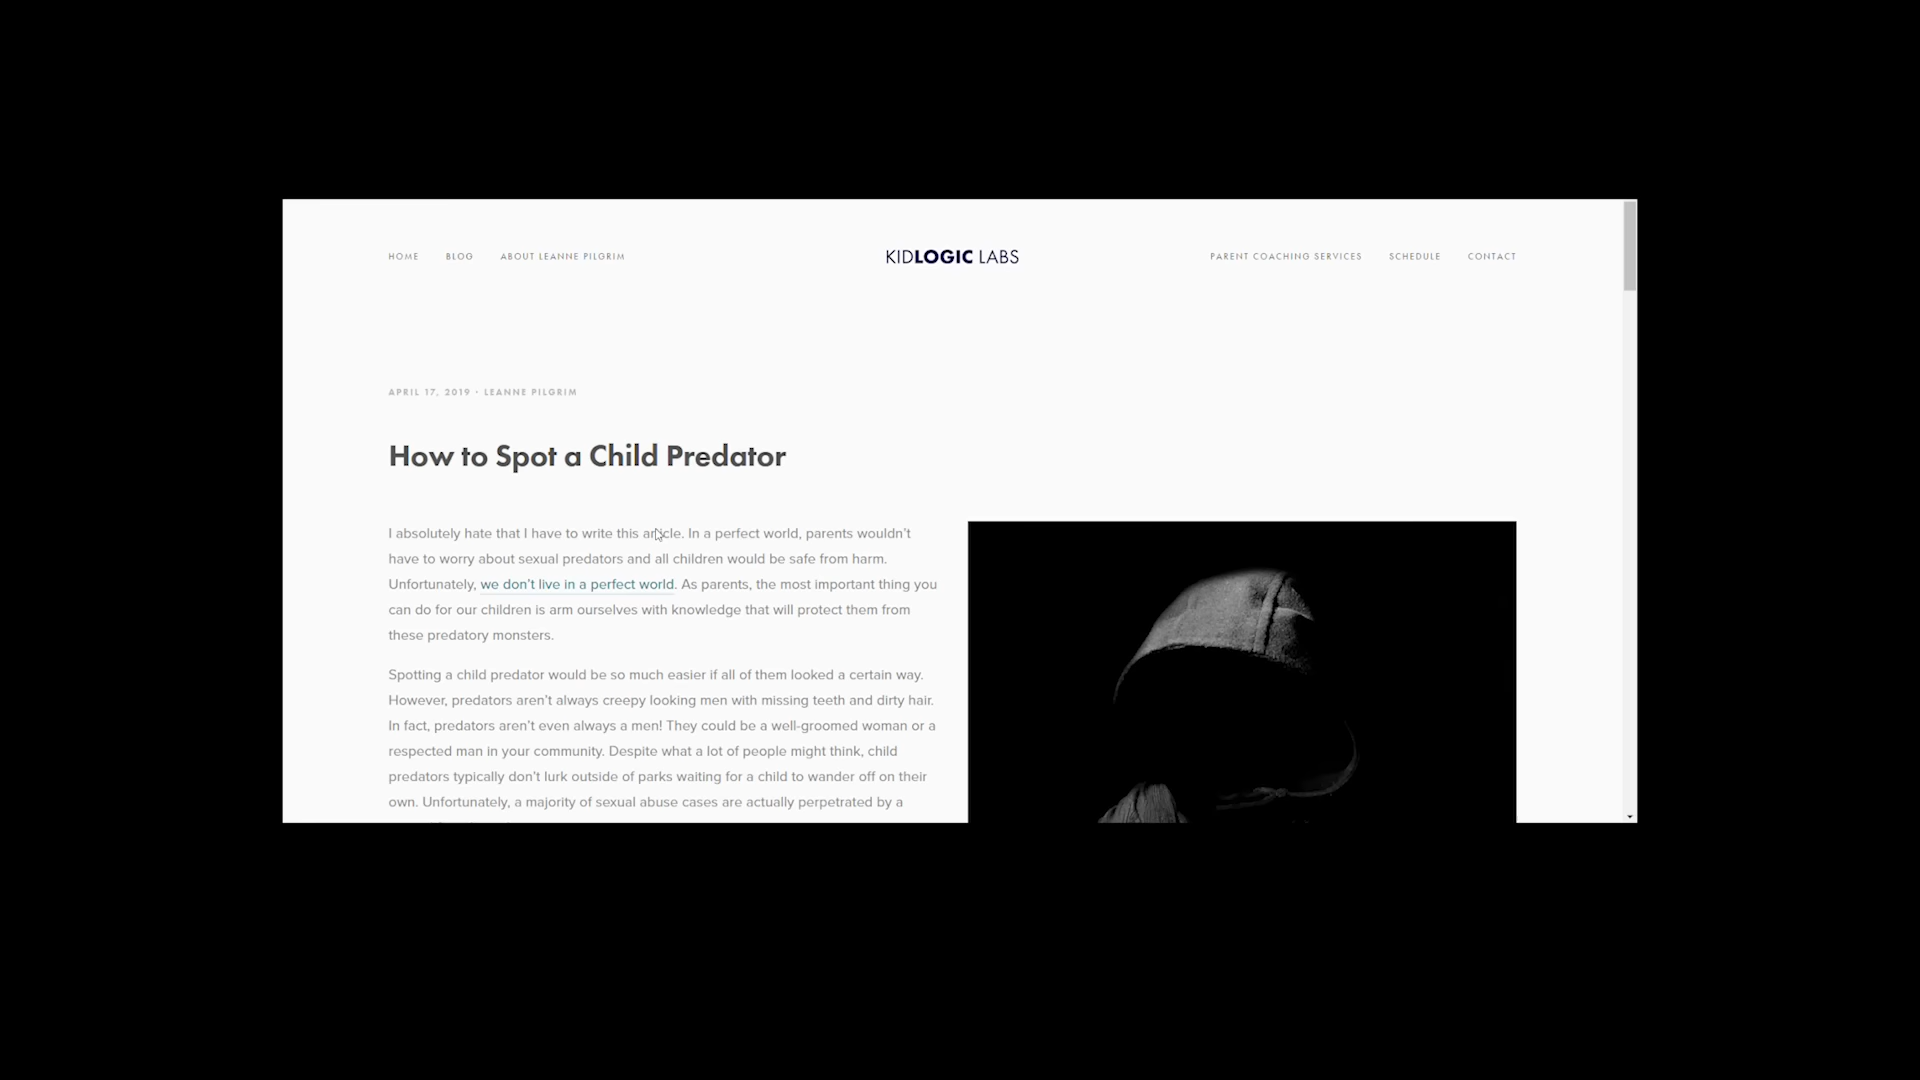 HOME BLOG ABOUT LEANNE PILGRIM KIDLOGIC LABS PARENT COACHING SERVICES SCHEDULE CONTACT
APRIL 17, 2019 · LEANNE PILGRIM
How to Spot a Child Predator
I absolutely hate that I have to write this article. In a perfect world, parents wouldn't
have to worry about sexual predators and all children would be safe from harm.
Unfortunately, we don't live in a perfect world. As parents, the most important thing you
can do for our children is arm ourselves with knowledge that will protect them from
these predatory monsters.
Spotting a child predator would be so much easier if all of them looked a certain way.
However, predators aren't always creepy looking men with missing teeth and dirty hair.
In fact, predators aren't even always a men! They could be a well-groomed woman or a
respected man in your community. Despite what a lot of people might think, child
predators typically don't lurk outside of parks waiting for a child to wander off on their
own. Unfortunately, a majority of sexual abuse cases are actually perpetrated by a